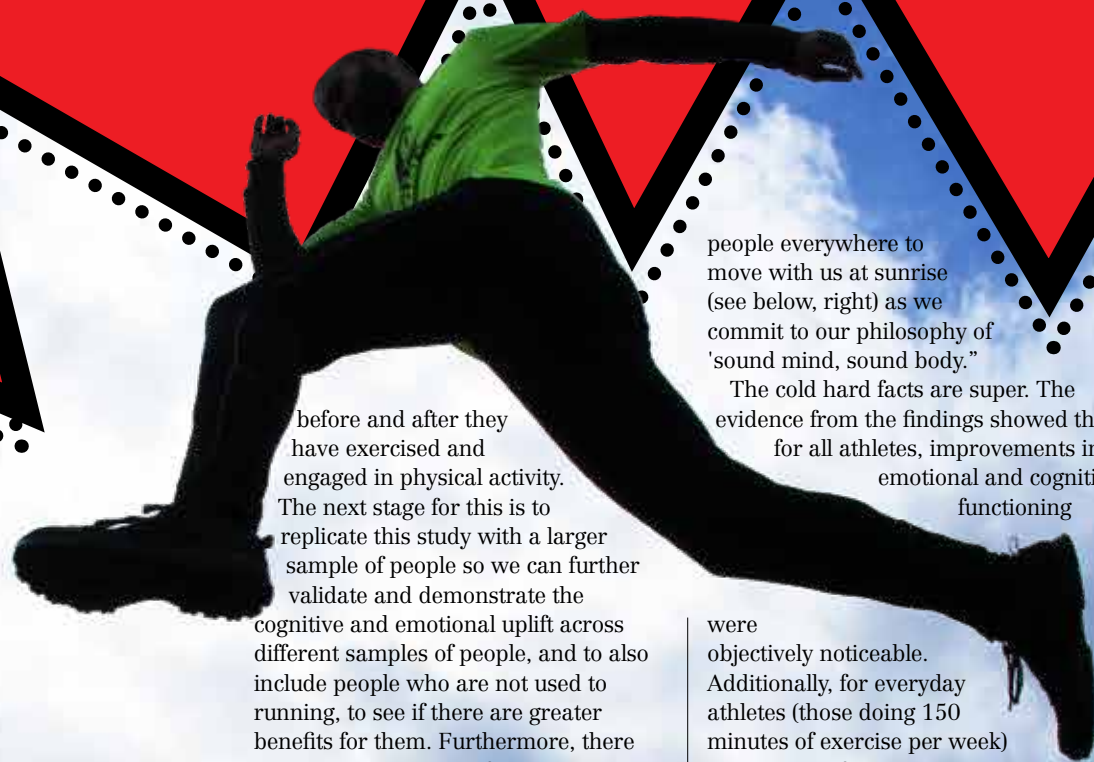 before and after they
have exercised and
engaged in physical activity.
The next stage for this is to
replicate this study with a larger
sample of people so we can further
validate and demonstrate the
cognitive and emotional uplift across
different samples of people, and to also
include people who are not used to
running, to see if there are greater
benefits for them. Furthermore, there
people everywhere to
move with us at sunrise
(see below, right) as we
commit to our philosophy of
'sound mind, sound body.”
The cold hard facts are super. The
evidence from the findings showed
for all athletes, improvements
emotional and
functioning
were
objectively noticeable.
Additionally, for everyday
athletes (those doing 150
minutes of exercise per week)